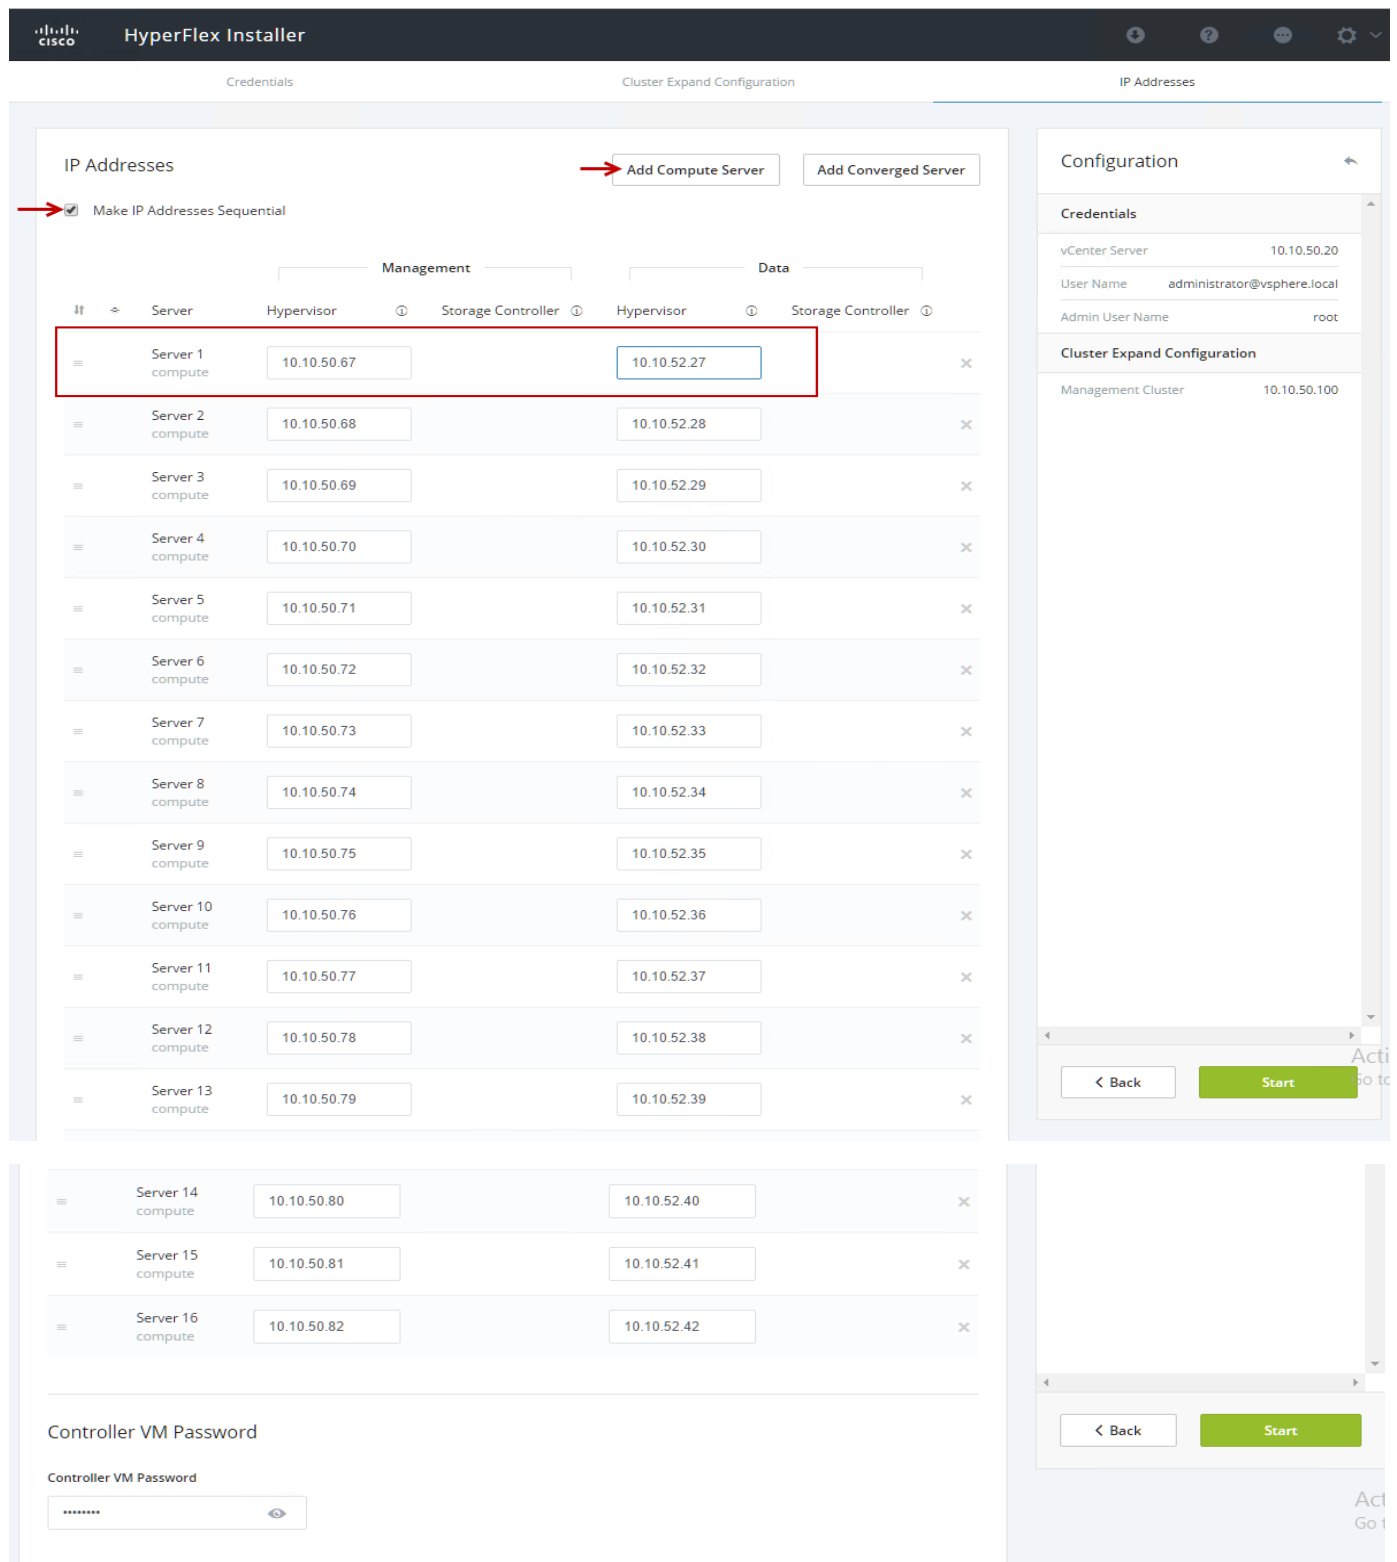 CISCO HyperFlex Installer
Credentials Cluster Expand Configuration IP Addresses
IP Addresses
Add Compute Server Add Converged Server
Make IP Addresses Sequential
Management Data
Server Hypervisor Storage Controller Hypervisor Storage Controller
Server 1
compute
10.10.50.67 10.10.52.27
Server 2
compute
10.10.50.68 10.10.52.28
Server 3
compute
10.10.50.69 10.10.52.29
Server 4
compute
10.10.50.70 10.10.52.30
Server 5
compute
10.10.50.71 10.10.52.31
Server 6
compute
10.10.50.72 10.10.52.32
Server 7
compute
10.10.50.73 10.10.52.33
Server 8
compute
10.10.50.74 10.10.52.34
Server 9
compute
10.10.50.75 10.10.52.35
Server 10
compute
10.10.50.76 10.10.52.36
Server 11
compute
10.10.50.77 10.10.52.37
Server 12
compute
10.10.50.78 10.10.52.38
Server 13
compute
10.10.50.79 10.10.52.39
Server 14
compute
10.10.50.80 10.10.52.40
Server 15
compute
10.10.50.81 10.10.52.41
Server 16
compute
10.10.50.82 10.10.52.42
Controller VM Password
Controller VM Password
••••••••
Configuration
Credentials
vCenter Server 10.10.50.20
User Name administrator@vsphere.local
Admin User Name root
Cluster Expand Configuration
Management Cluster 10.10.50.100
Acti
Go to
< Back Start
< Back Start
Act
Go t